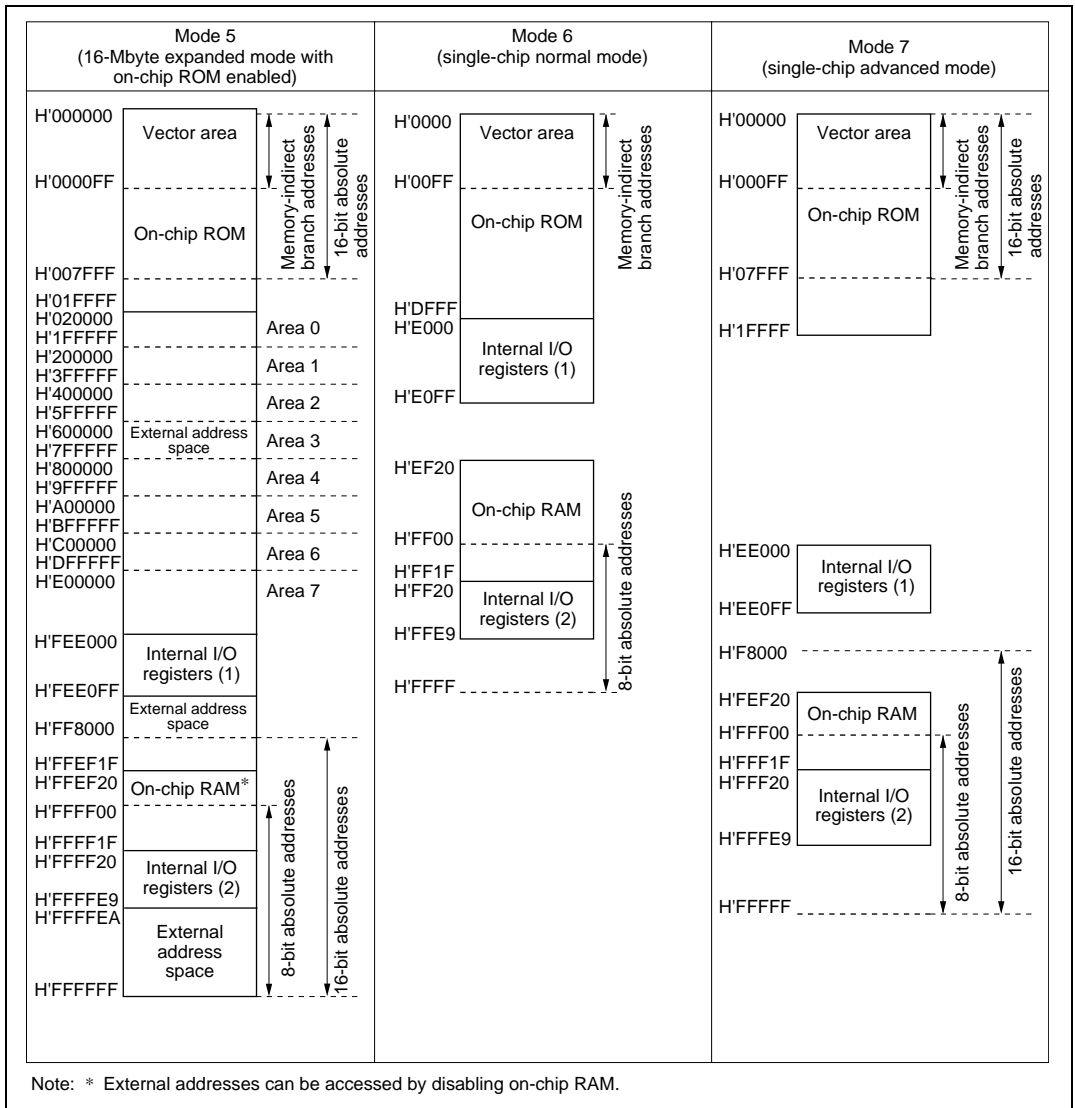 Mode 5
(16-Mbyte expanded mode with
on-chip ROM enabled)
H'000000
Vector area
H'0000FF
On-chip ROM
H'007FFF
H'01FFFF
H'020000
H'1FFFFF
H'200000
H'3FFFFF
H'400000
H'5FFFFF
H'600000
H'7FFFFF
H'800000
H'9FFFFF
H'A00000
H'BFFFFF
H'C00000
H'DFFFFF
H'E00000
External address
space
Area 0
Area 1
Area 2
Area 3
Area 4
Area 5
Area 6
Area 7
Memory-indirect
branch addresses
16-bit absolute
addresses
H'FEE000
Internal I/O
registers (1)
H'FEE0FF
External address
space
H'FF8000
H'FFEF1F
H'FFEF20
On-chip RAM*
H'FFFF00
H'FFFF1F
H'FFFF20
Internal I/O
registers (2)
H'FFFFE9
H'FFFFEA
External
address
space
H'FFFFFF
8-bit absolute addresses
16-bit absolute addresses
Mode 6
(single-chip normal mode)
H'0000
Vector area
H'00FF
On-chip ROM
Memory-indirect
branch addresses
H'DFFF
H'E000
Internal I/O
registers (1)
H'E0FF
H'EF20
On-chip RAM
H'FF00
H'FF1F
H'FF20
Internal I/O
registers (2)
H'FFE9
H'FFFF
8-bit absolute addresses
Mode 7
(single-chip advanced mode)
H'00000
Vector area
H'000FF
On-chip ROM
H'07FFF
H'1FFFF
Memory-indirect
branch addresses
16-bit absolute
addresses
H'EE000
Internal I/O
registers (1)
H'EE0FF
H'F8000
H'FEF20
On-chip RAM
H'FFF00
H'FFF1F
H'FFF20
Internal I/O
registers (2)
H'FFFE9
H'FFFFF
8-bit absolute addresses
16-bit absolute addresses
Note: * External addresses can be accessed by disabling on-chip RAM.